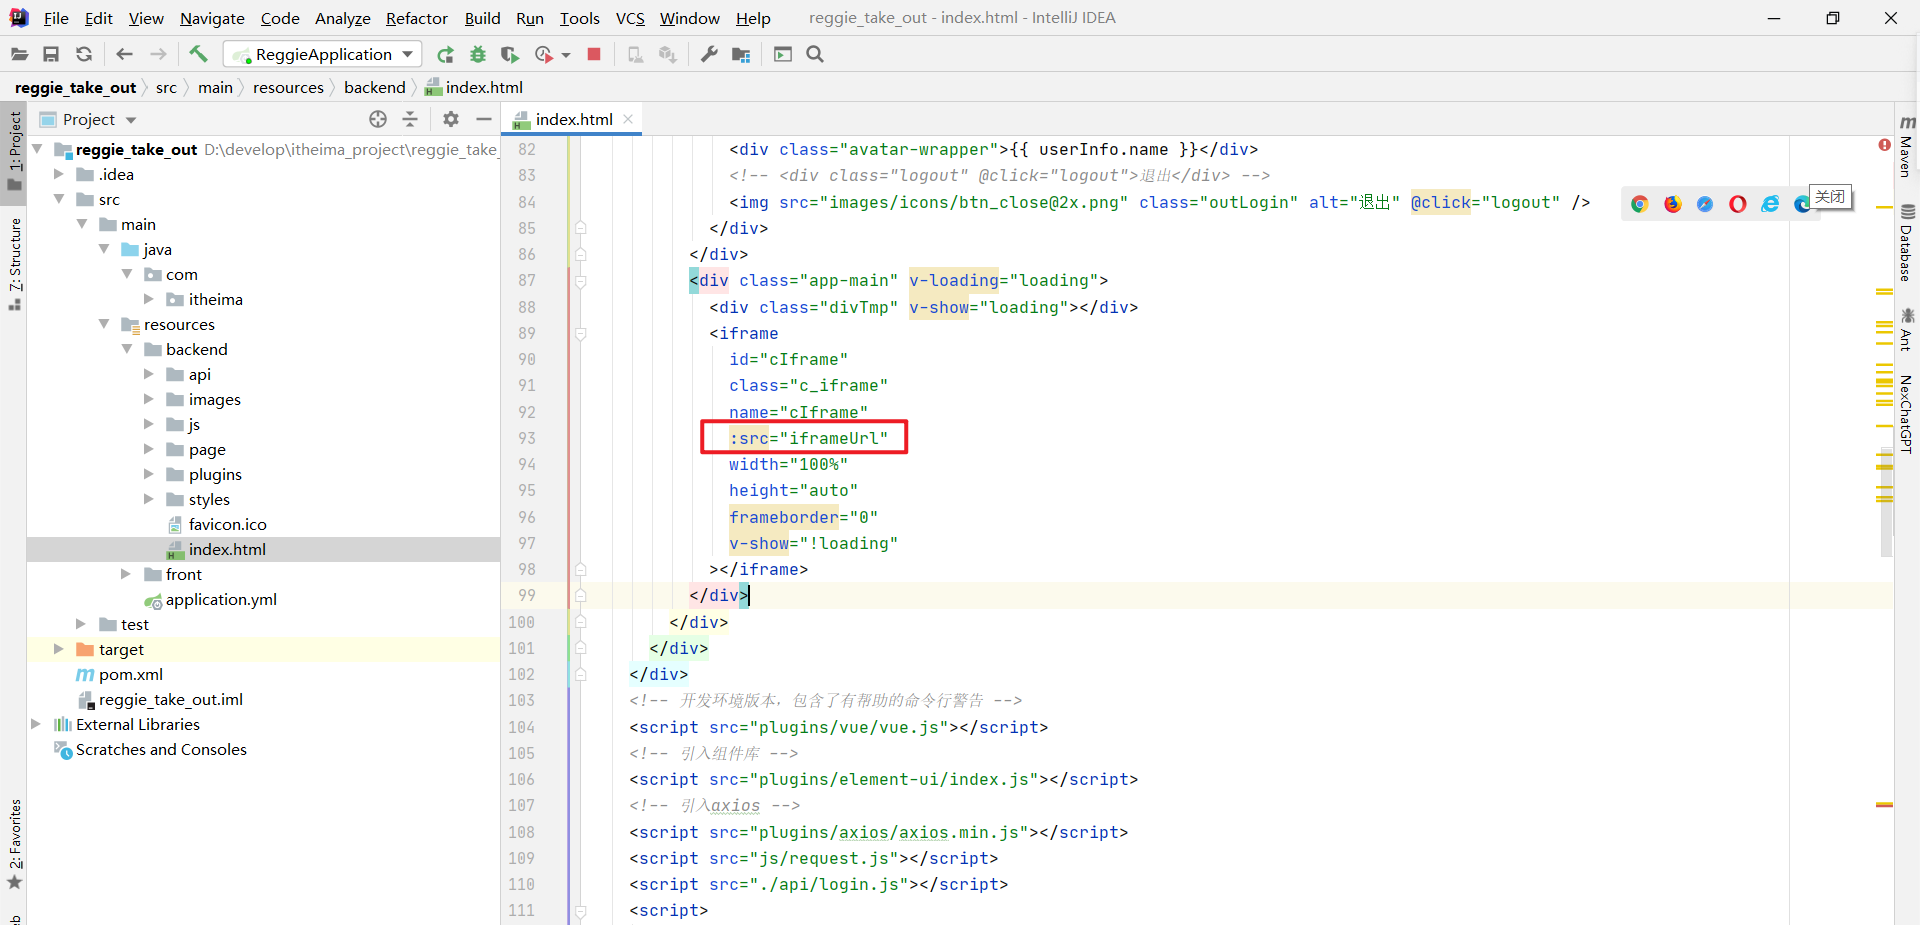 File Edit View Navigate Code Analyze Refactor Build Run Tools VCS Window Help reggie_take_out - index.html - IntelliJ IDEA
ReggieApplication
reggie_take_out src main resources backend index.html
Project
index.html
1: Project
7: Structure
2: Favorites
reggie_take_out D:\develop\itheima_project\reggie_take_
.idea
src
main
java
com
itheima
resources
backend
api
images
js
page
plugins
styles
favicon.ico
index.html
front
application.yml
test
target
pom.xml
reggie_take_out.iml
External Libraries
Scratches and Consoles
82 <div class="avatar-wrapper">{{ userInfo.name }}</div>
83 <!-- <div class="logout" @click="logout">退出</div> -->
84 <img src="images/icons/btn_close@2x.png" class="outLogin" alt="退出" @click="logout" />
85 </div>
86 </div>
87 <div class="app-main" v-loading="loading">
88 <div class="divTmp" v-show="loading"></div>
89 <iframe
90 id="cIframe"
91 class="c_iframe"
92 name="cIframe"
93 :src="iframeUrl"
94 width="100%"
95 height="auto"
96 frameborder="0"
97 v-show="!loading"
98 ></iframe>
99 </div>
100 </div>
101 </div>
102 </div>
103 <!-- 开发环境版本，包含了有帮助的命令行警告 -->
104 <script src="plugins/vue/vue.js"></script>
105 <!-- 引入组件库 -->
106 <script src="plugins/element-ui/index.js"></script>
107 <!-- 引入axios -->
108 <script src="plugins/axios/axios.min.js"></script>
109 <script src="js/request.js"></script>
110 <script src="./api/login.js"></script>
111 <script>
关闭
Maven
Database
Ant
NexChatGPT